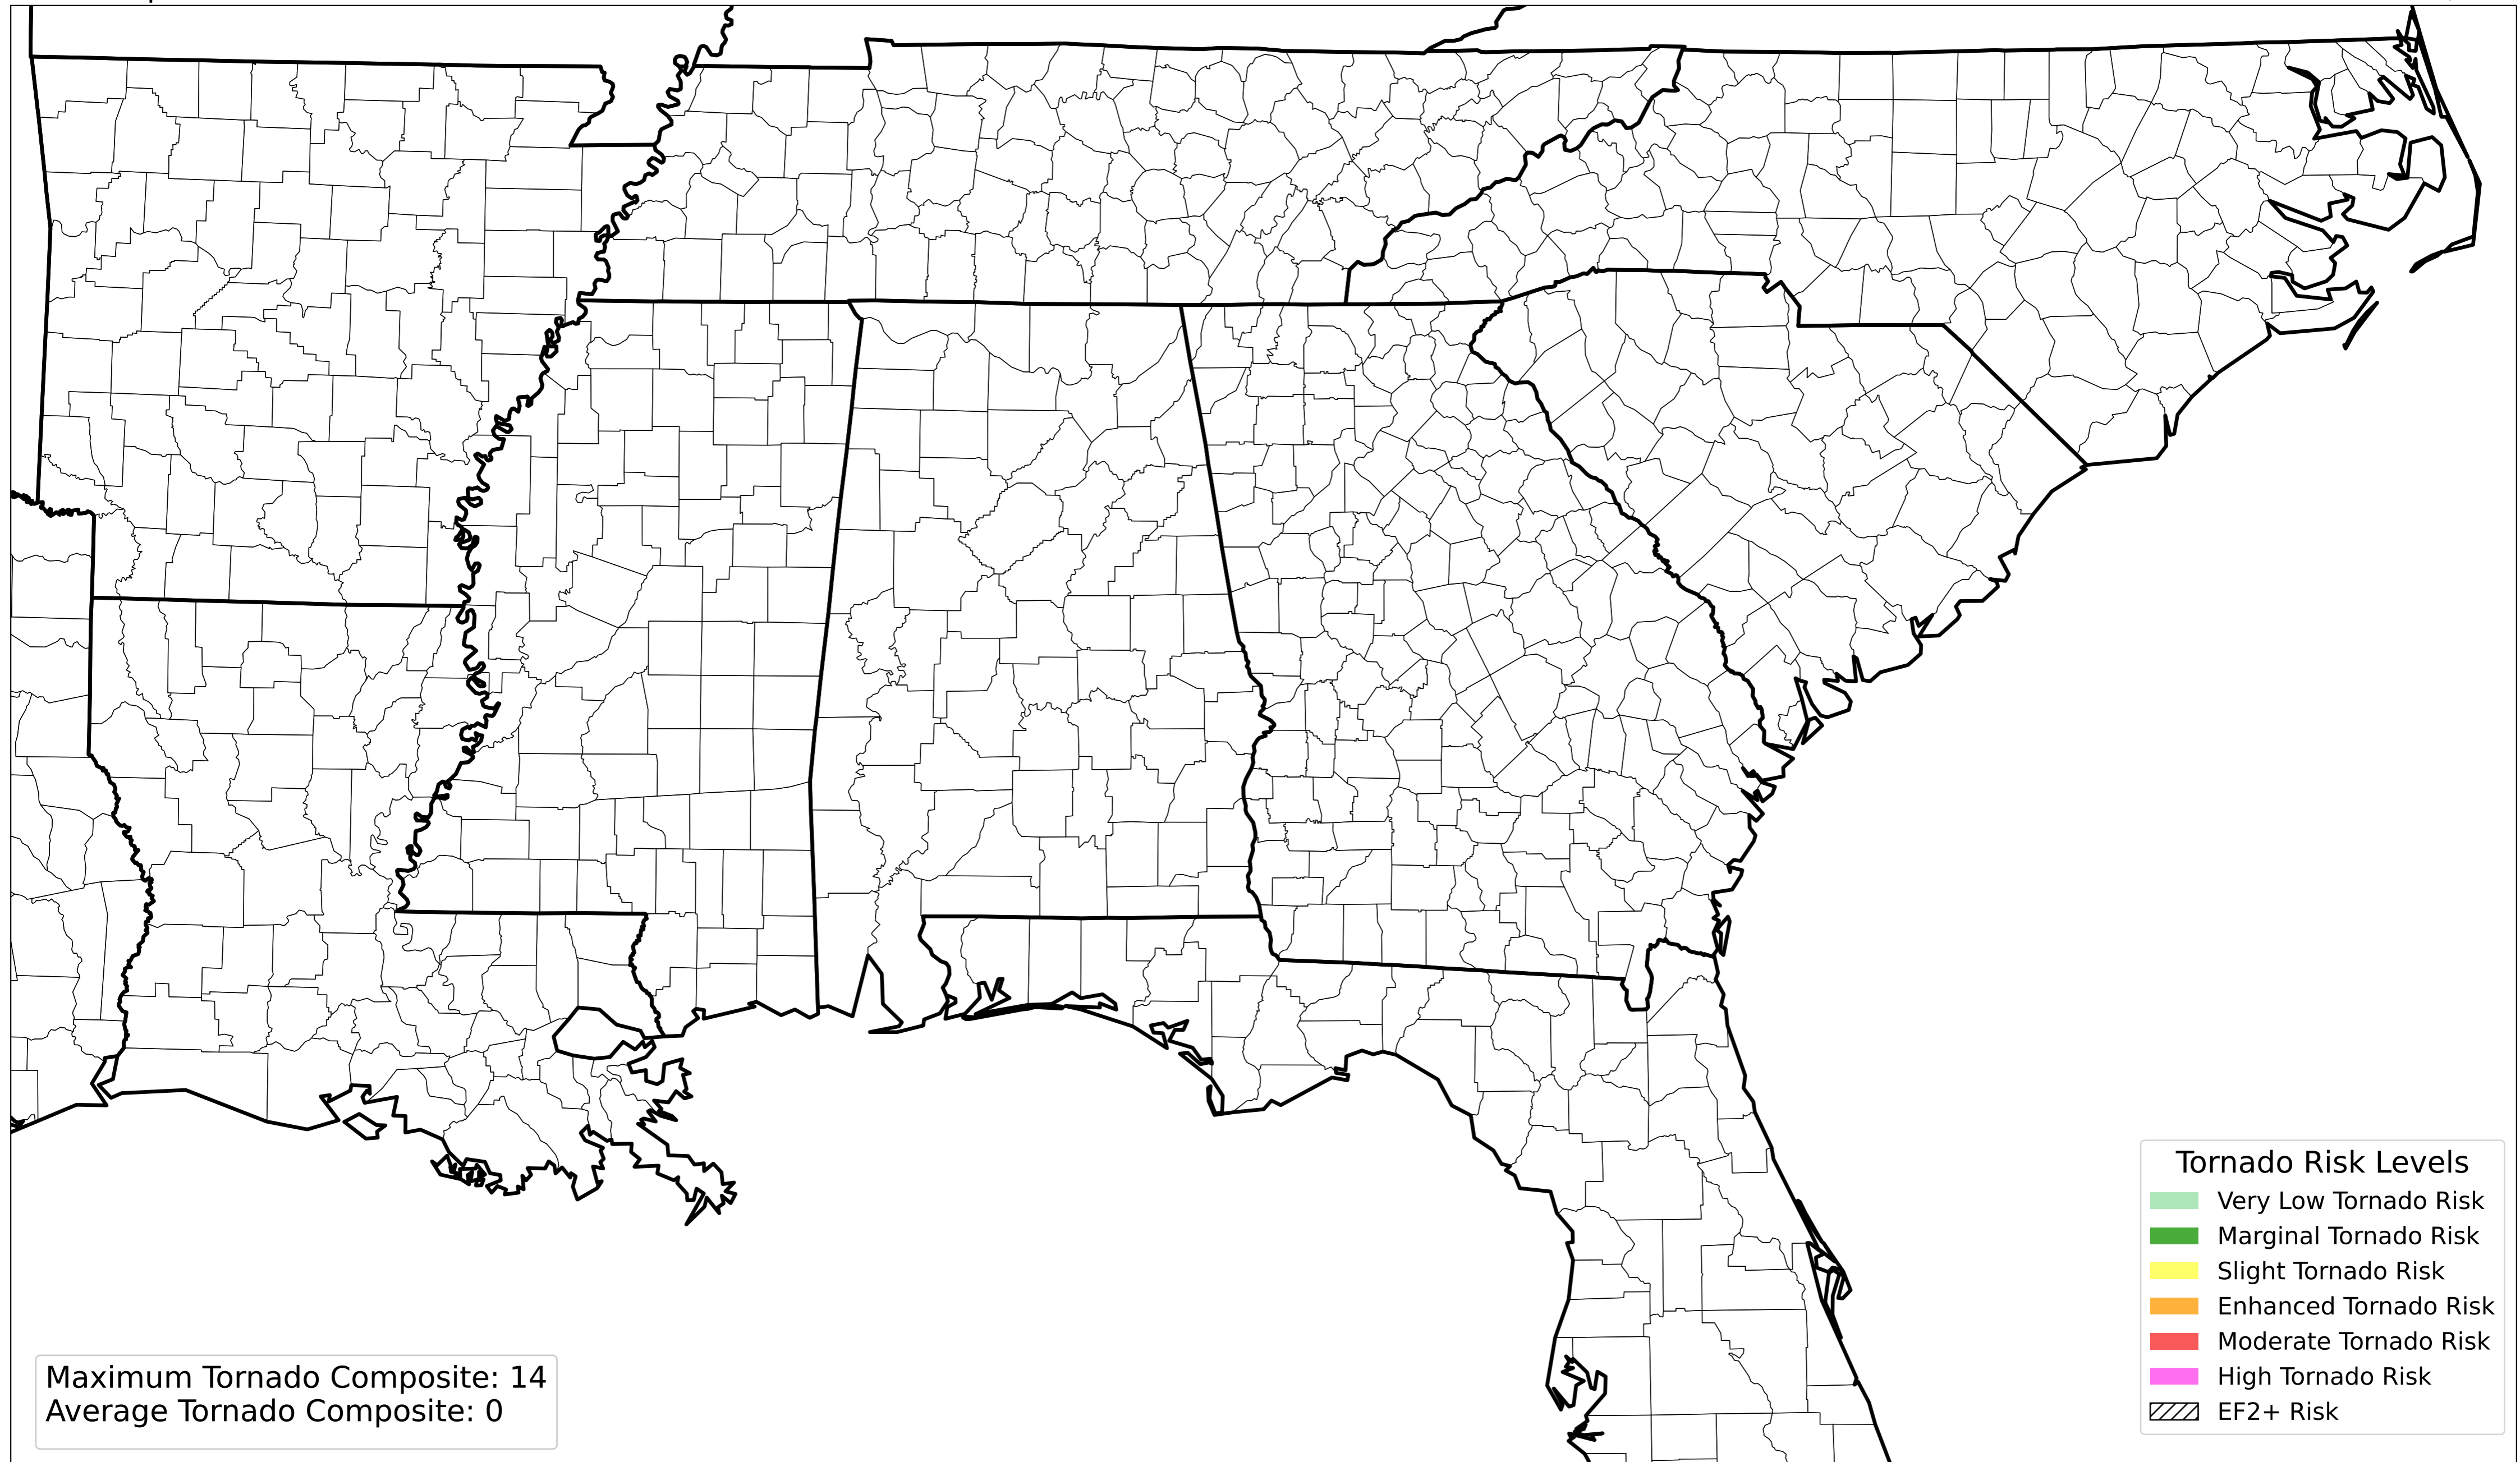 Tornado Risk Levels
Very Low Tornado Risk
Marginal Tornado Risk
Slight Tornado Risk
Enhanced Tornado Risk
Moderate Tornado Risk
High Tornado Risk
EF2+ Risk
Maximum Tornado Composite: 14
Average Tornado Composite: 0